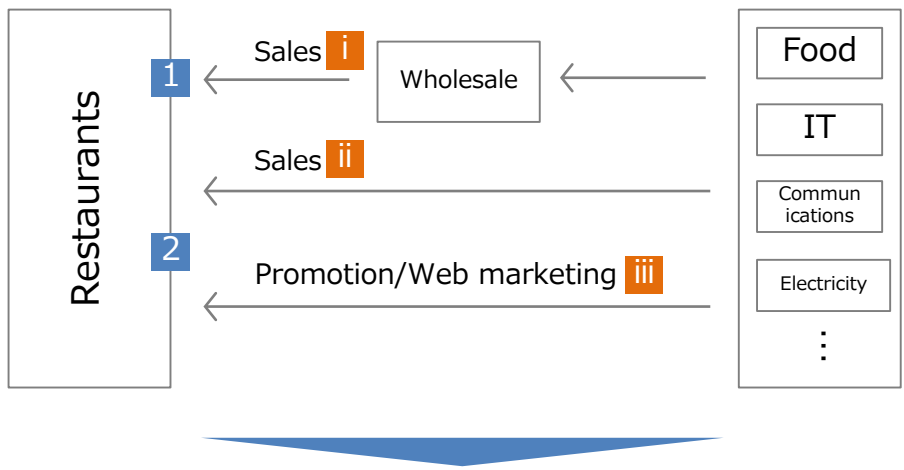 Restaurants
1
2
Sales i
Wholesale
Sales ii
Promotion/Web marketing iii
Food
IT
Commun
ications
Electricity
⋮